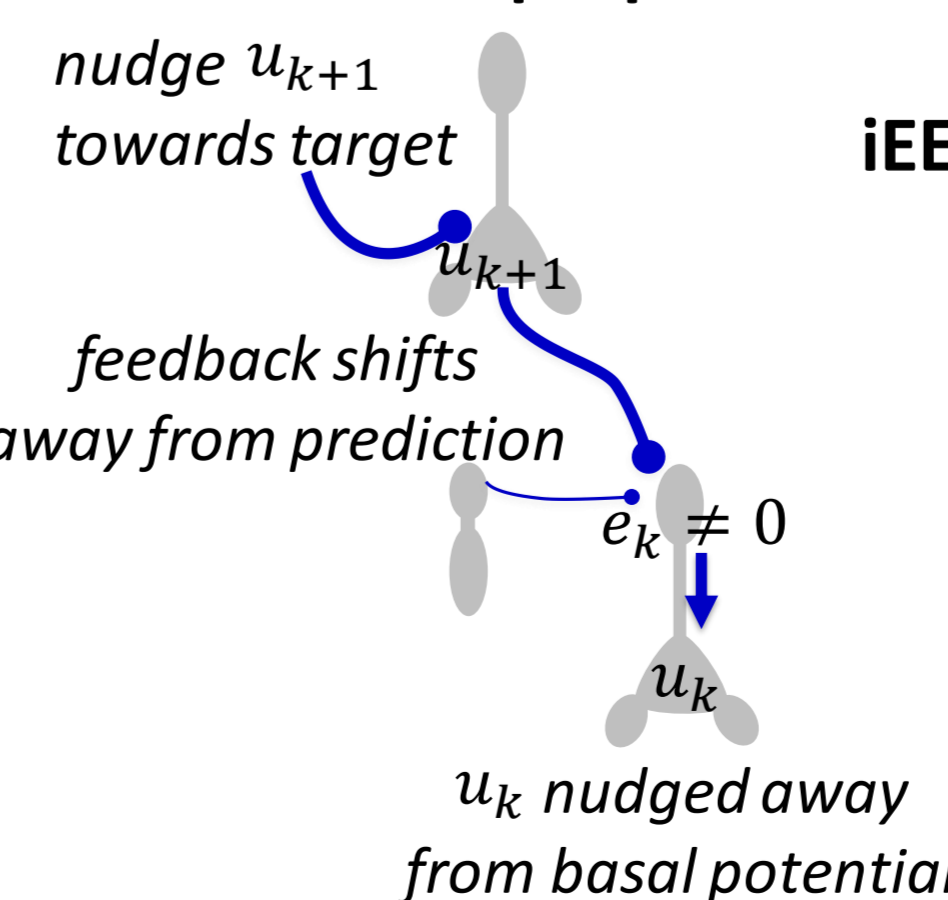 nudge u_{k+1}
towards target
u_{k+1}
feedback shifts
away from prediction
e_k ≠ 0
u_k
u_k nudged away
from basal potential